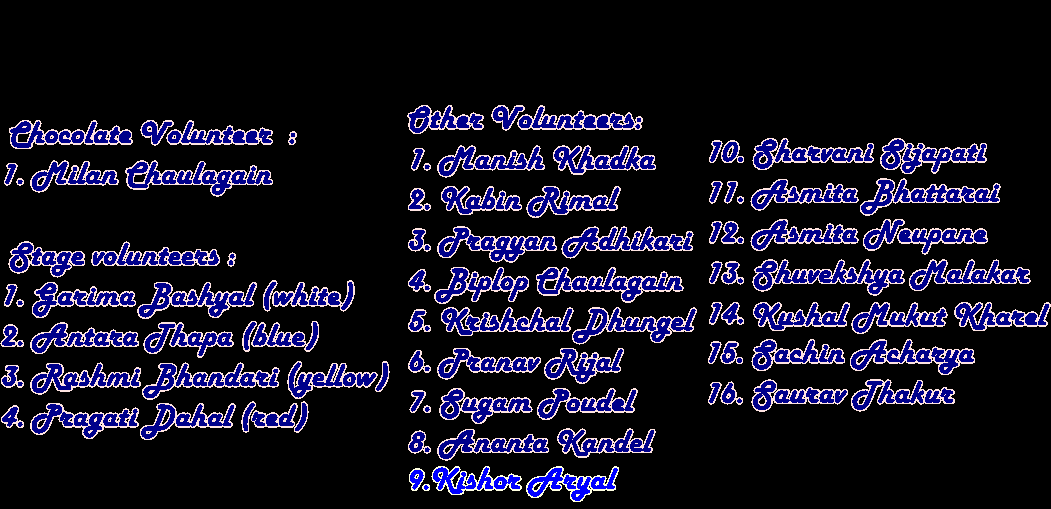 Chocolate Volunteer :
1. Milan Chaulagain
Stage volunteers :
1. Garima Bashyal (white)
2. Antara Thapa (blue)
3. Rashmi Bhandari (yellow)
4. Pragati Dahal (red)
Other Volunteers:
1. Manish Khadka
2. Kabin Rimal
3. Pragyan Adhikari
4. Biplop Chaulagain
5. Krishchal Dhungel
6. Pranav Rijal
7. Sugam Poudel
8. Ananta Kandel
9.Kishor Aryal
10. Sharvani Sijapati
11. Asmita Bhattarai
12. Asmita Neupane
13. Shuvekshya Malakar
14. Kushal Mukut Kharel
15. Sachin Acharya
16. Saurav Thakur